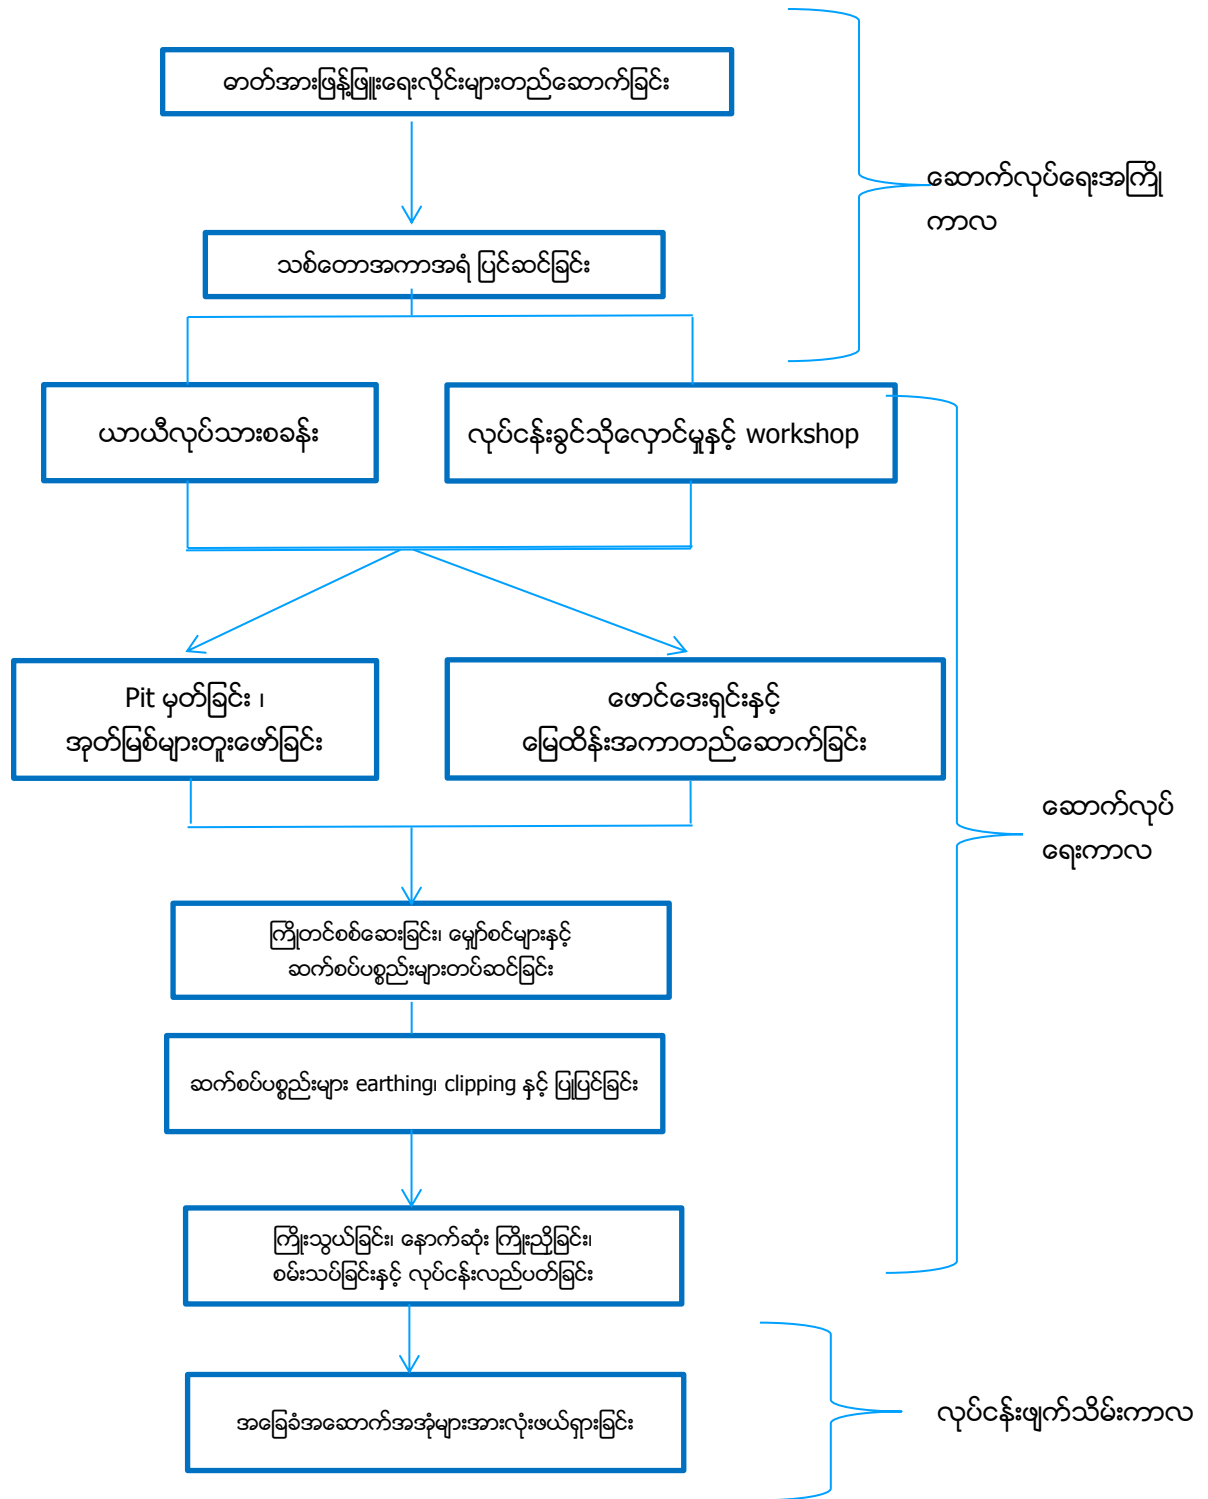 ဓာတ်အားဖြန့်ဖြူးရေးလိုင်းများတည်ဆောက်ခြင်း
ဆောက်လုပ်ရေးအကြို
ကာလ
သစ်တောအကာအရံ ပြင်ဆင်ခြင်း
ယာယီလုပ်သားစခန်း
လုပ်ငန်းခွင်သိုလှောင်မှုနှင့် workshop
Pit မှတ်ခြင်း ၊
အုတ်မြစ်များတူးဖော်ခြင်း
ဖောင်ဒေးရှင်းနှင့်
မြေထိန်းအကာတည်ဆောက်ခြင်း
ဆောက်လုပ်
ရေးကာလ
ကြိုတင်စစ်ဆေးခြင်း၊ မျှော်စင်များနှင့်
ဆက်စပ်ပစ္စည်းများတပ်ဆင်ခြင်း
ဆက်စပ်ပစ္စည်းများ earthing၊ clipping နှင့် ပြုပြင်ခြင်း
ကြိုးသွယ်ခြင်း၊ နောက်ဆုံး ကြိုးညှိခြင်း၊
စမ်းသပ်ခြင်းနှင့် လုပ်ငန်းလည်ပတ်ခြင်း
အခြေခံအဆောက်အအုံများအားလုံးဖယ်ရှားခြင်း
လုပ်ငန်းဖျက်သိမ်းကာလ